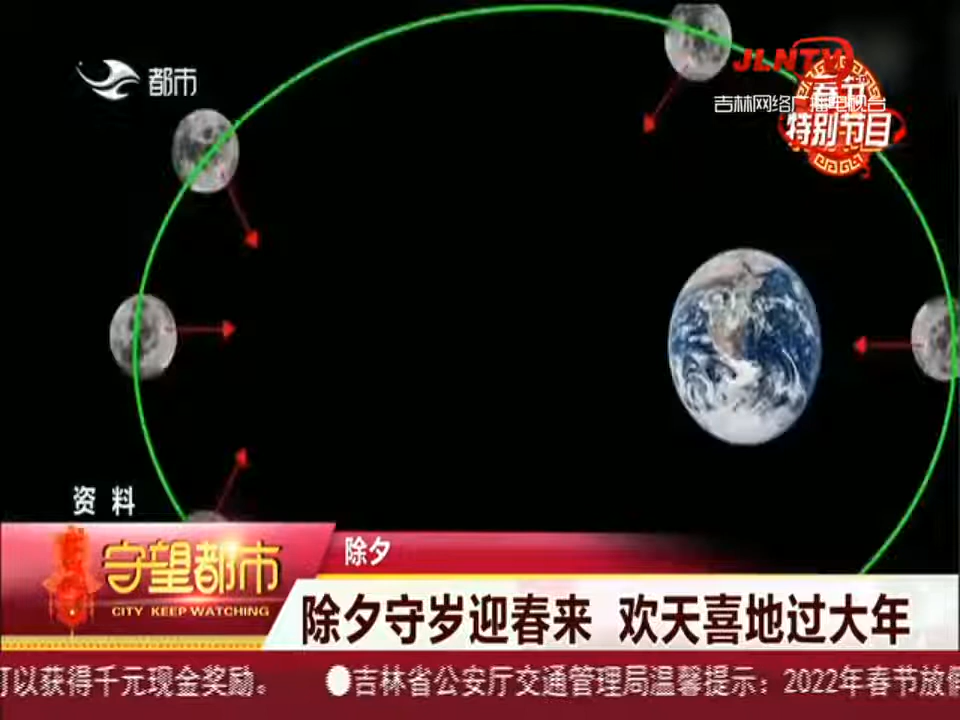 都市
JLNTV
吉林网络广播电视台
春节
特别节目
资料
守望都市
CITY KEEP WATCHING
除夕
除夕守岁迎春来 欢天喜地过大年
可以获得千元现金奖励。 ●吉林省公安厅交通管理局温馨提示：2022年春节放假